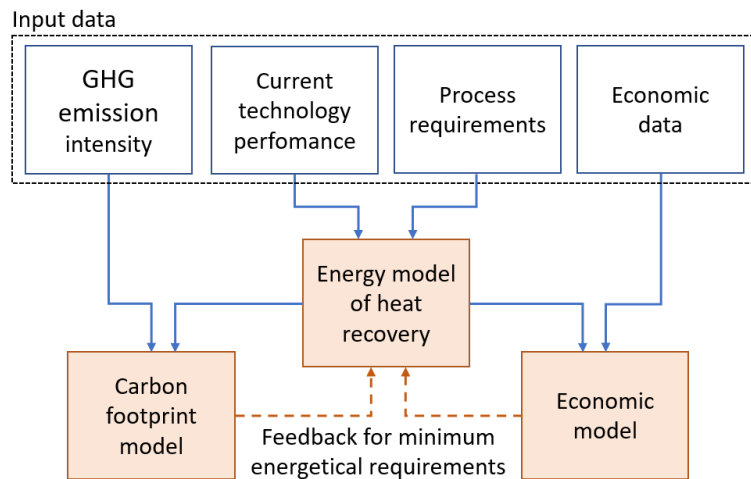 Input data
GHG
emission
intensity
Current
technology
perfomance
Process
requirements
Economic
data
Energy model
of heat
recovery
Carbon
footprint
model
Economic
model
Feedback for minimum
energetical requirements